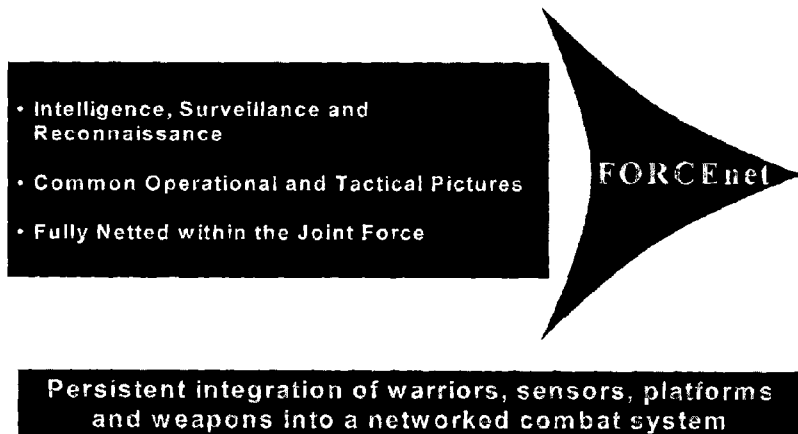 • Intelligence, Surveillance and
Reconnaissance
• Common Operational and Tactical Pictures
• Fully Netted within the Joint Force
FORCEnet
Persistent integration of warriors, sensors, platforms
and weapons into a networked combat system